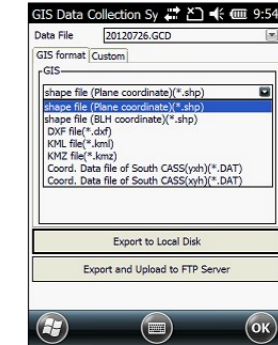 GIS Data Collection Sy 9:54
Data File 20120726.GCD
GIS format Custom
GIS
shape file (Plane coordinate)(*.shp)
shape file (Plane coordinate)(*.shp)
shape file (BLH coordinate)(*.shp)
DXF file(*.dxf)
KML file(*.kml)
KMZ file(*.kmz)
Coord. Data file of South CASS(yxh)(*.DAT)
Coord. Data file of South CASS(xyh)(*.DAT)
Export to Local Disk
Export and Upload to FTP Server
OK